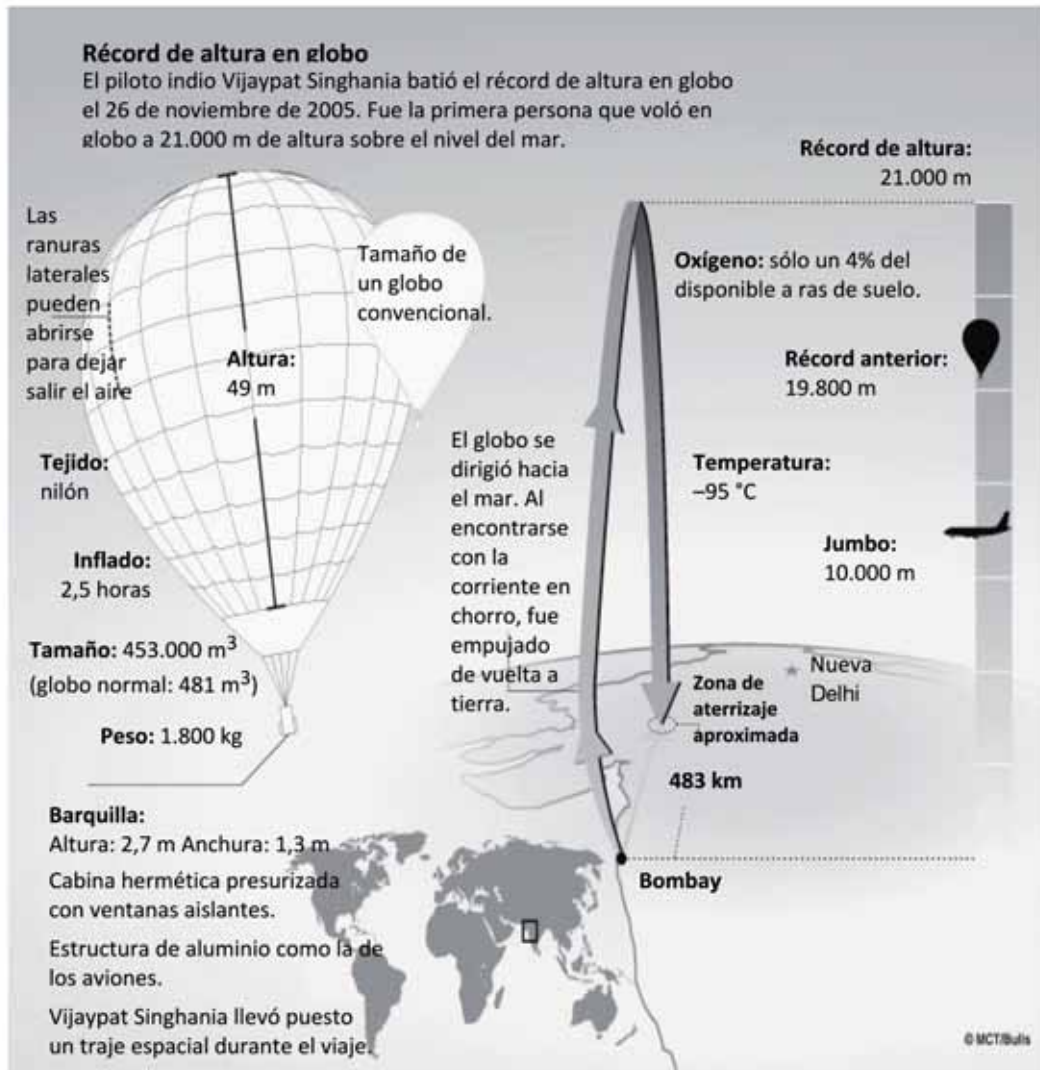 Récord de altura en globo
El piloto indio Vijaypat Singhania batió el récord de altura en globo
el 26 de noviembre de 2005. Fue la primera persona que voló en
globo a 21.000 m de altura sobre el nivel del mar.
Récord de altura:
21.000 m
Las
ranuras
laterales
pueden
abrirse
para dejar
salir el aire
Tamaño de
un globo
convencional.
Oxígeno: sólo un 4% del
disponible a ras de suelo.
Altura:
49 m
Récord anterior:
19.800 m
Tejido:
nilón
El globo se
dirigió hacia
el mar. Al
encontrarse
con la
corriente en
chorro, fue
empujado
de vuelta a
tierra.
Temperatura:
–95 °C
Inflado:
2,5 horas
Jumbo:
10.000 m
Tamaño: 453.000 m³
(globo normal: 481 m³)
Nueva
Delhi
Zona de
aterrizaje
aproximada
Peso: 1.800 kg
483 km
Barquilla:
Altura: 2,7 m Anchura: 1,3 m
Cabina hermética presurizada
con ventanas aislantes.
Estructura de aluminio como la de
los aviones.
Vijaypat Singhania llevó puesto
un traje espacial durante el viaje.
Bombay
© MCT/Bulls